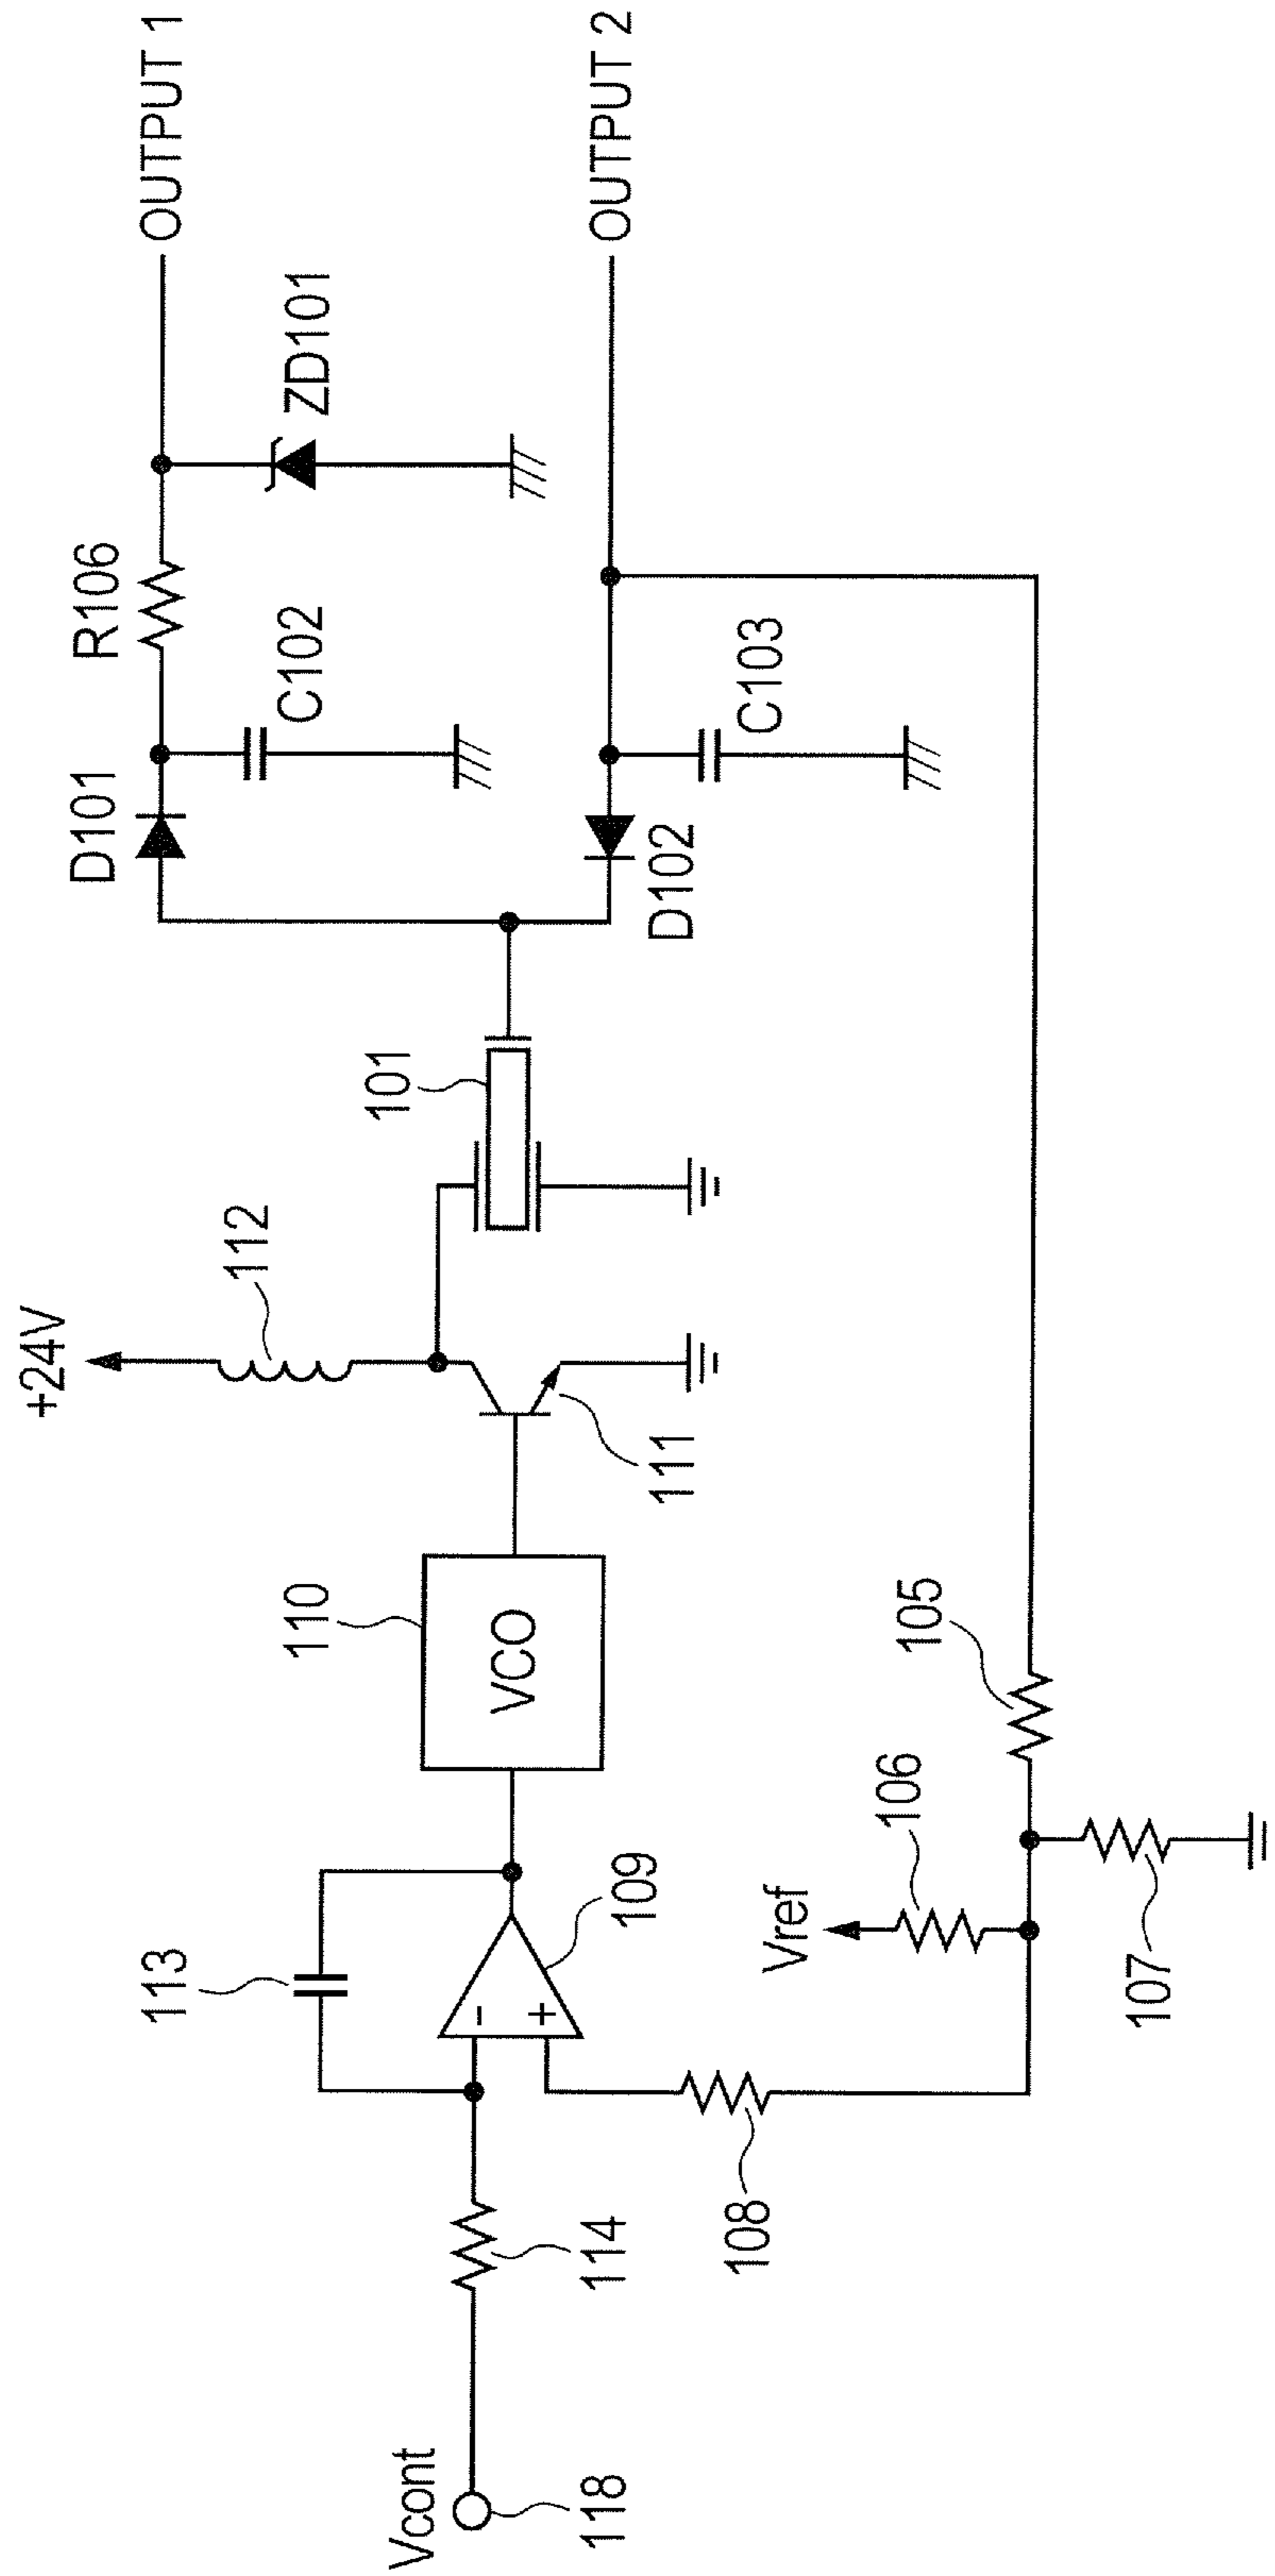 +24V
112
D101
R106
OUTPUT 1
C102
ZD101
113
110
101
Vcont
118
114
-
+
109
VCO
111
D102
C103
OUTPUT 2
108
Vref
106
105
107